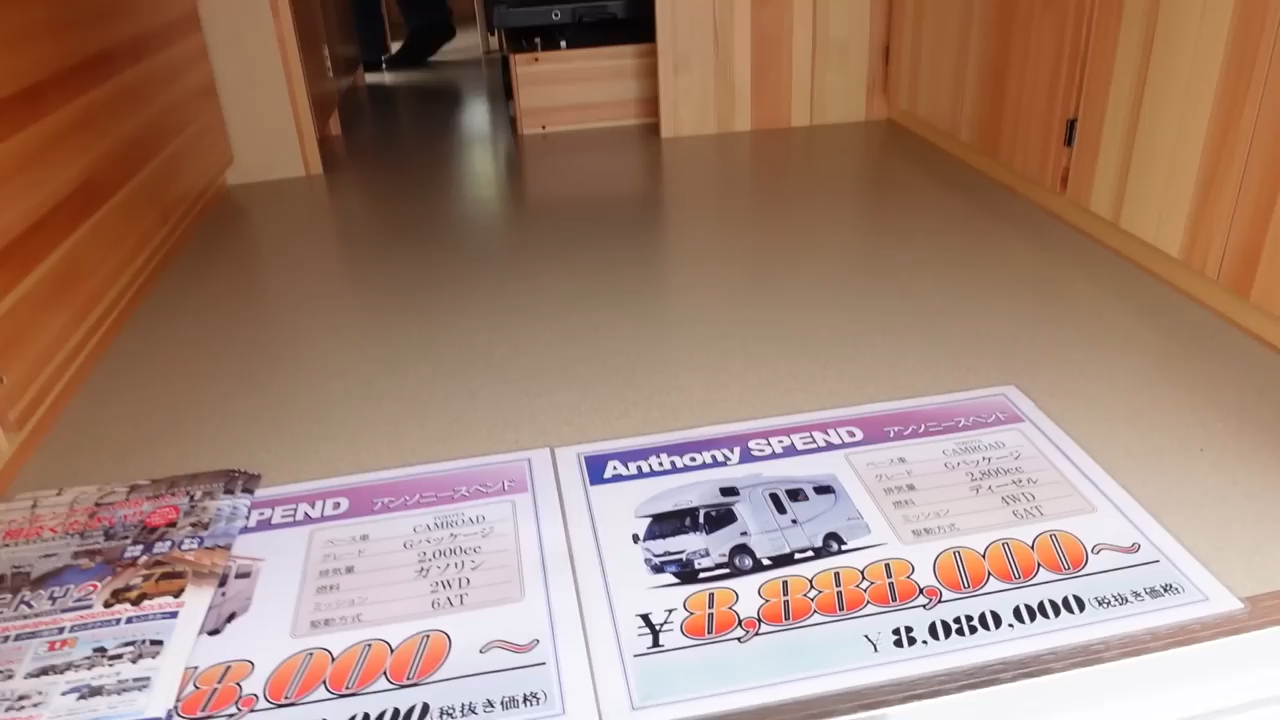 Anthony SPEND アンソニースペンド
ベース車 TOYOTA CAMROAD
グレード Gパッケージ
排気量 2,800cc
燃料 ディーゼル
ミッション 4WD
駆動方式 6AT
¥8,888,000~
¥8,080,000(税抜き価格)
SPEND アンソニースペンド
ベース車 TOYOTA CAMROAD
グレード Gパッケージ
排気量 2,000cc
燃料 ガソリン
ミッション 2WD
駆動方式 6AT
8,000~
(税抜き価格)